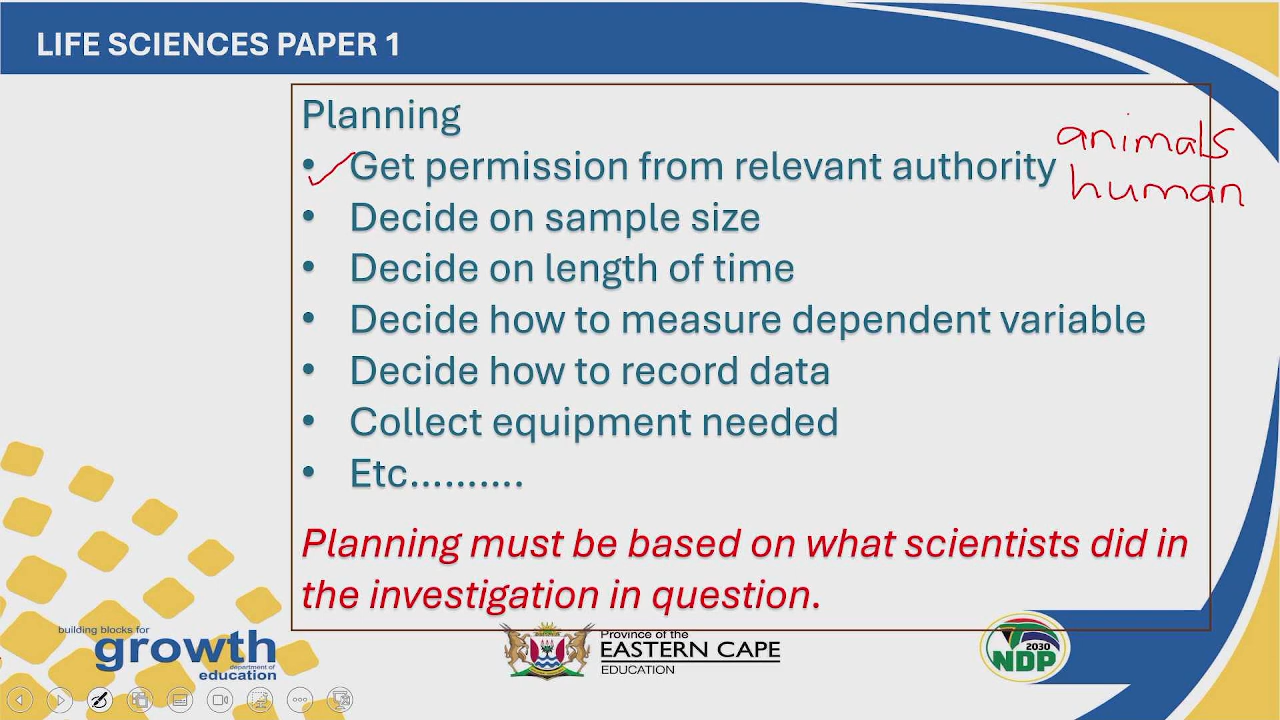 LIFE SCIENCES PAPER 1
Planning
• Get permission from relevant authority
animals
human
• Decide on sample size
• Decide on length of time
• Decide how to measure dependent variable
• Decide how to record data
• Collect equipment needed
• Etc..........
Planning must be based on what scientists did in
the investigation in question.
building blocks for
growth
department of
education
Province of the
EASTERN CAPE
EDUCATION
2030
NDP